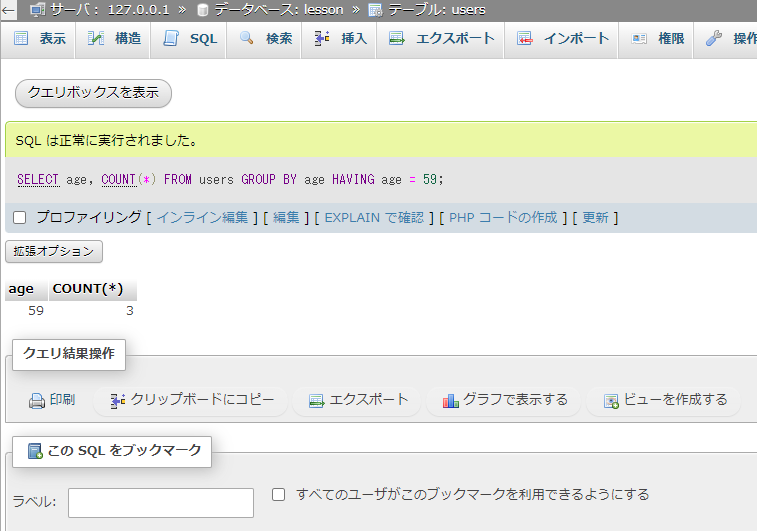 サーバ: 127.0.0.1 » データベース: lesson » テーブル: users
表示 構造 SQL 検索 挿入 エクスポート インポート 権限 操作
クエリボックスを表示
SQL は正常に実行されました。
SELECT age, COUNT(*) FROM users GROUP BY age HAVING age = 59;
プロファイリング [ インライン編集 ] [ 編集 ] [ EXPLAIN で確認 ] [ PHP コードの作成 ] [ 更新 ]
拡張オプション
age COUNT(*)
59 3
クエリ結果操作
印刷 クリップボードにコピー エクスポート グラフで表示する ビューを作成する
この SQL をブックマーク
ラベル: すべてのユーザがこのブックマークを利用できるようにする